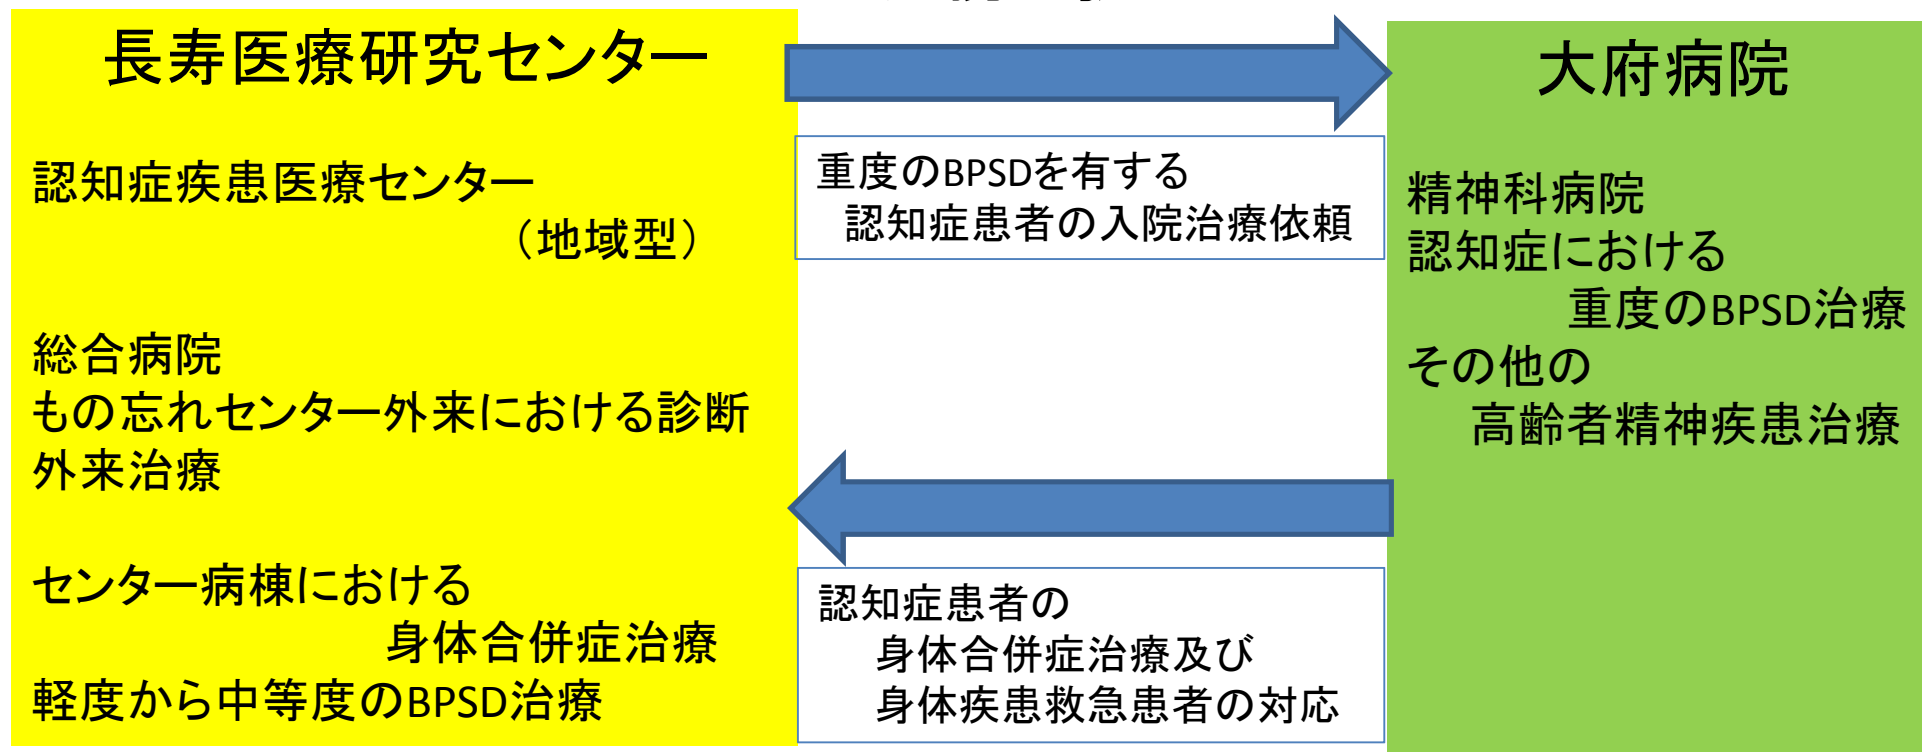 長寿医療研究センター
認知症疾患医療センター
（地域型）
総合病院
もの忘れセンター外来における診断
外来治療
センター病棟における
身体合併症治療
軽度から中等度のBPSD治療
重度のBPSDを有する
認知症患者の入院治療依頼
認知症患者の
身体合併症治療及び
身体疾患救急患者の対応
大府病院
精神科病院
認知症における
重度のBPSD治療
その他の
高齢者精神疾患治療